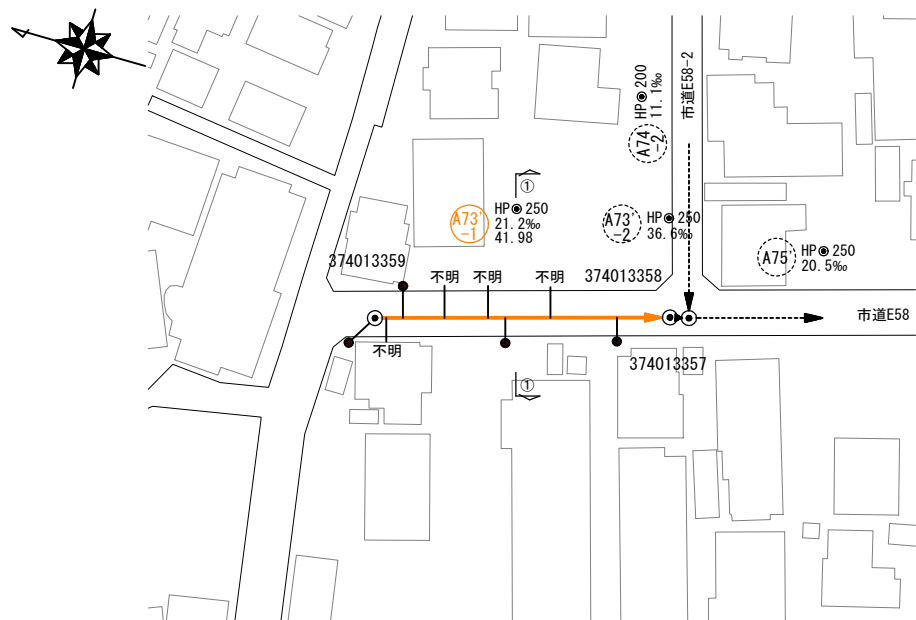 HP 200
11.1‰
A74
-2
市道E58-2
①
A73'
-1
HP 250
21.2‰
41.98
A73'
-2
HP 250
36.6‰
A75'
HP 250
20.5‰
374013359
不明
不明
不明
374013358
市道E58
不明
374013357
①